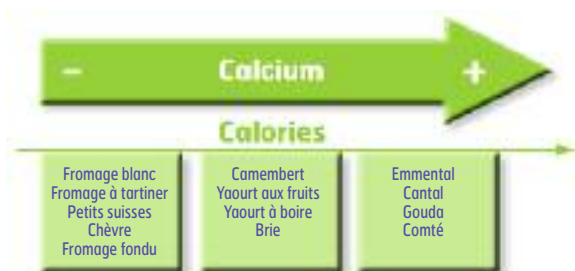 – Calcium +
Calories
Fromage blanc
Fromage à tartiner
Petits suisses
Chèvre
Fromage fondu
Camembert
Yaourt aux fruits
Yaourt à boire
Brie
Emmental
Cantal
Gouda
Comté